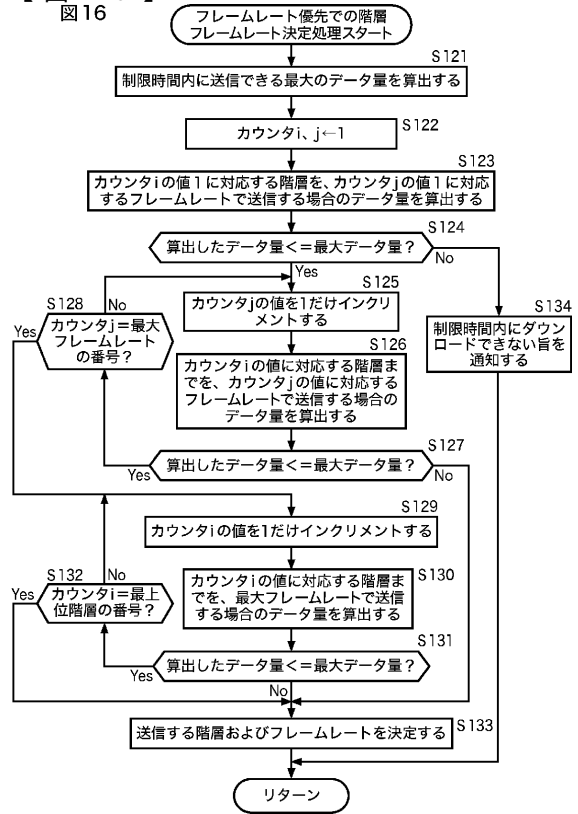 図16
フレームレート優先での階層
フレームレート決定処理スタート
S121
制限時間内に送信できる最大のデータ量を算出する
カウンタi、j←1
S122
S123
カウンタiの値1に対応する階層を、カウンタjの値1に対応
するフレームレートで送信する場合のデータ量を算出する
S124
算出したデータ量<=最大データ量?
Yes
No
S125
カウンタjの値を1だけインクリ
メントする
S128
No
Yes
カウンタj=最大
フレームレート
の番号?
S134
制限時間内にダウン
ロードできない旨を
通知する
S126
カウンタiの値に対応する階層ま
でを、カウンタjの値に対応する
フレームレートで送信する場合の
データ量を算出する
S127
算出したデータ量<=最大データ量?
Yes
No
S129
カウンタiの値を1だけインクリメントする
S130
カウンタiの値に対応する階層ま
でを、最大フレームレートで送信
する場合のデータ量を算出する
S132
No
Yes
カウンタi=最上
位階層の番号?
S131
算出したデータ量<=最大データ量?
Yes
No
送信する階層およびフレームレートを決定する
S133
リターン